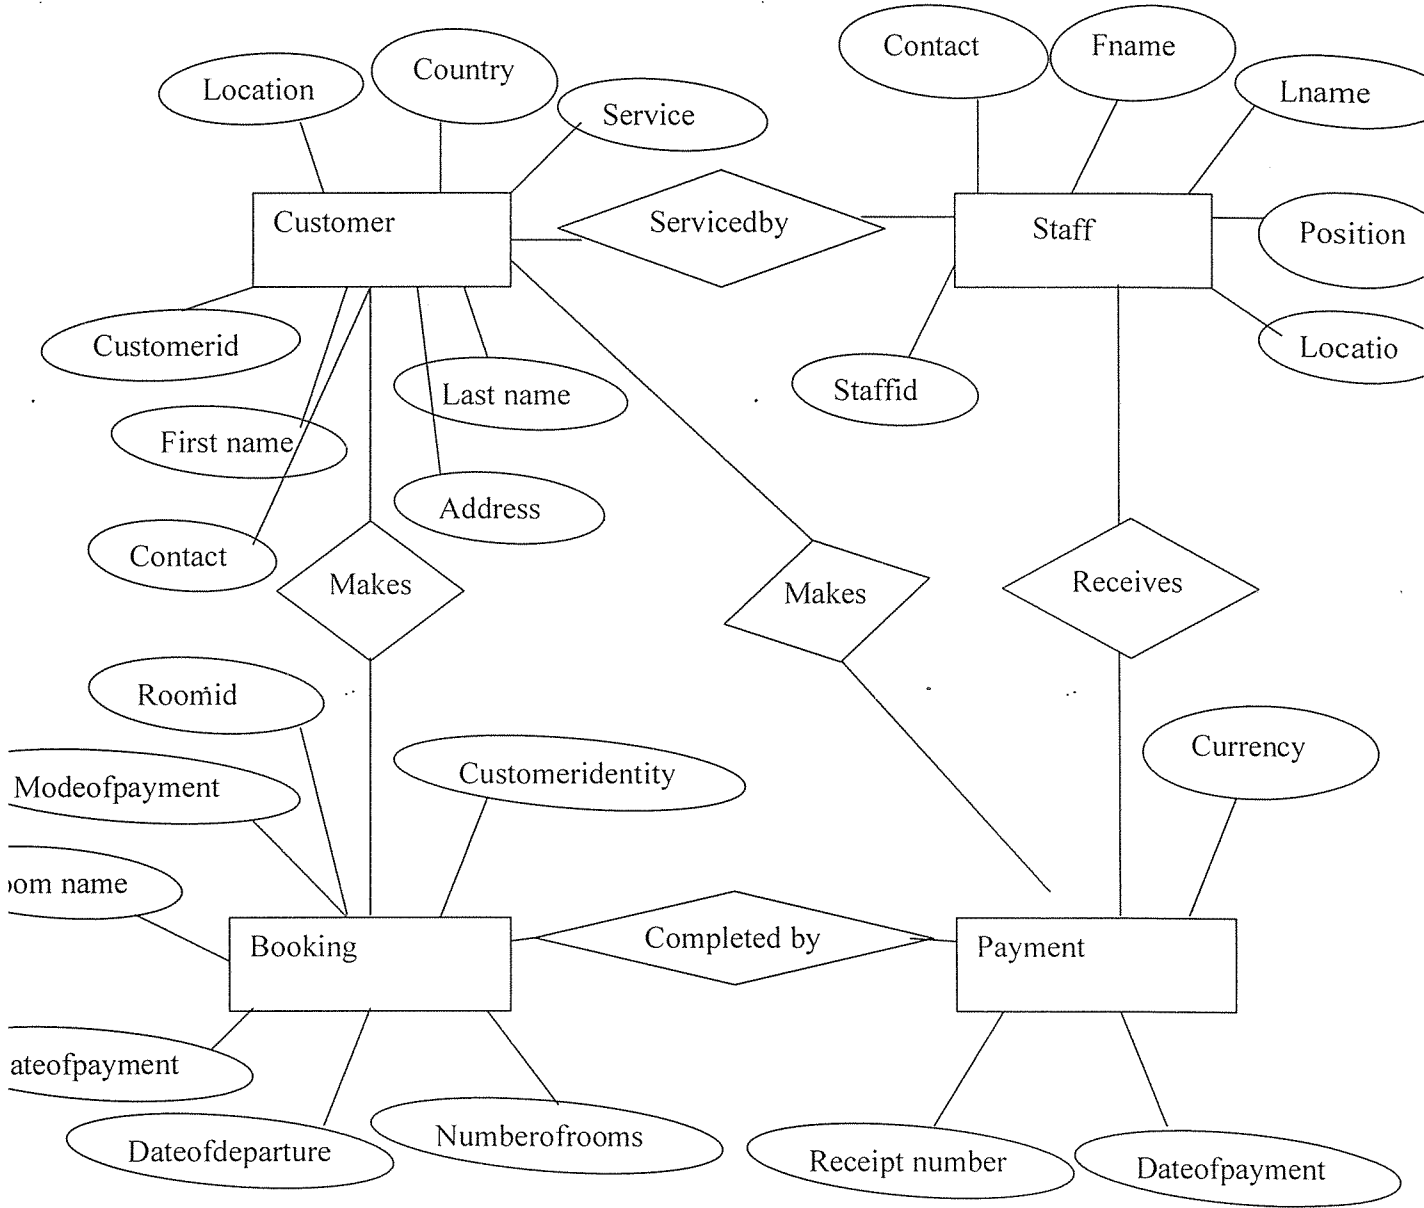 Contact
Fname
Country
Location
Lname
Service
Customer
Servicedby
Staff
Position
Customerid
Locatio
Last name
Staffid
First name
Address
Contact
Makes
Makes
Receives
Roomid
Currency
Customeridentity
Modeofpayment
oom name
Booking
Completed by
Payment
ateofpayment
Numberofrooms
Dateofdeparture
Receipt number
Dateofpayment